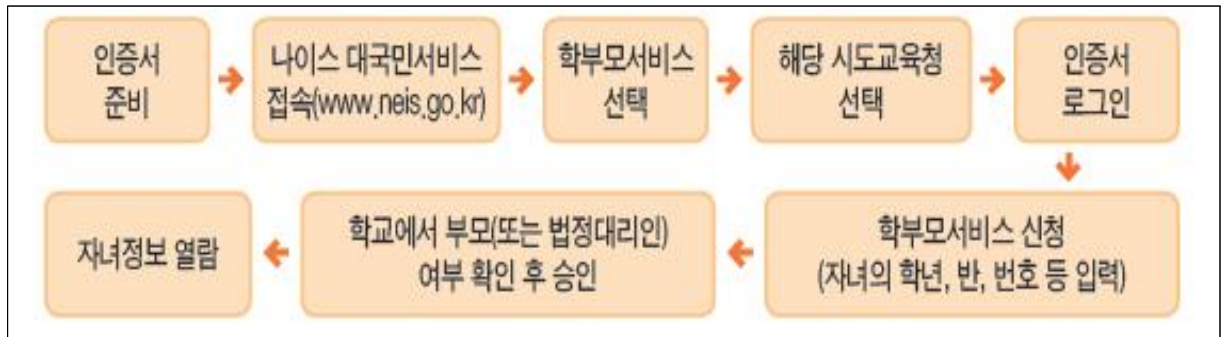 인증서
준비
나이스 대국민서비스
접속(www.neis.go.kr)
학부모서비스
선택
해당 시도교육청
선택
인증서
로그인
학부모서비스 신청
(자녀의 학년, 반, 번호 등 입력)
학교에서 부모(또는 법정대리인)
여부 확인 후 승인
자녀정보 열람